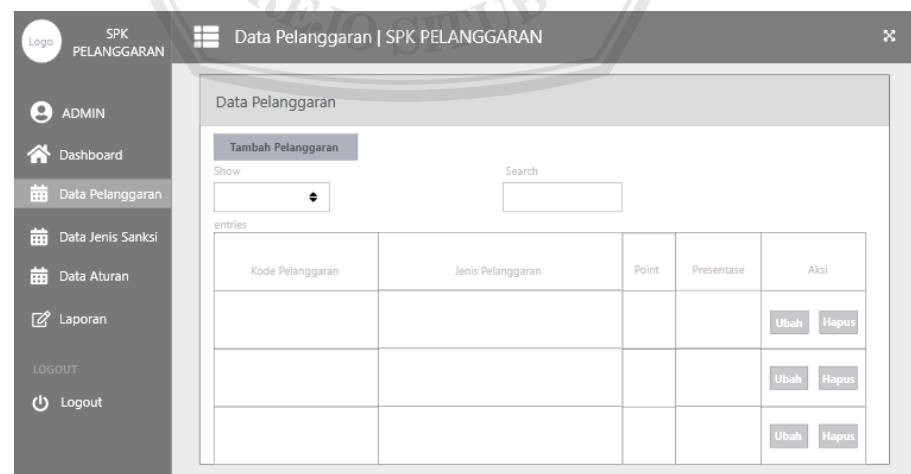 REJO SITUB
Logo
SPK
PELANGGARAN
Data Pelanggaran | SPK PELANGGARAN
ADMIN
Dashboard
Data Pelanggaran
Data Jenis Sanksi
Data Aturan
Laporan
LOGOUT
Logout
Data Pelanggaran
Tambah Pelanggaran
Show
Search
entries
Kode Pelanggaran Jenis Pelanggaran Point Presentase Aksi
Ubah Hapus
Ubah Hapus
Ubah Hapus